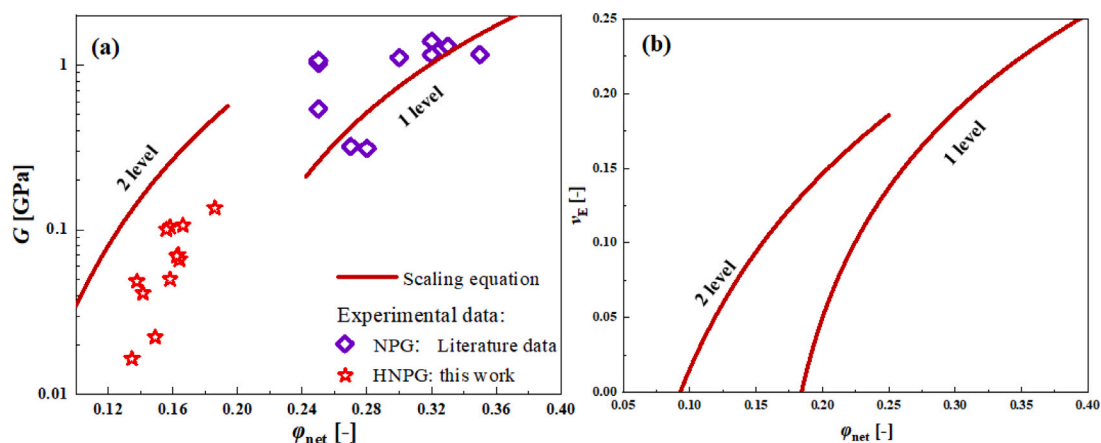 (a)
1
0.1
0.01
G [GPa]
2 level
1 level
Scaling equation
Experimental data:
NPG: Literature data
HNPG: this work
0.12 0.16 0.20 0.24 0.28 0.32 0.36 0.40
φnet [-]
(b)
0.25
0.20
0.15
0.10
0.05
0.00
νE [-]
2 level
1 level
0.05 0.10 0.15 0.20 0.25 0.30 0.35 0.40
φnet [-]